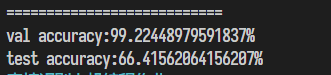 ===========================
val accuracy:99.22448979591837%
test accuracy:66.41562064156207%